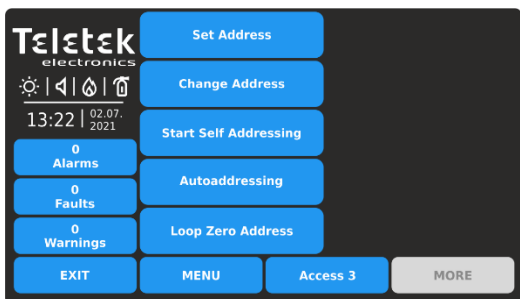 Teletek
electronics
13:22 02.07.
2021
0
Alarms
0
Faults
0
Warnings
Set Address
Change Address
Start Self Addressing
Autoaddressing
Loop Zero Address
EXIT
MENU
Access 3
MORE